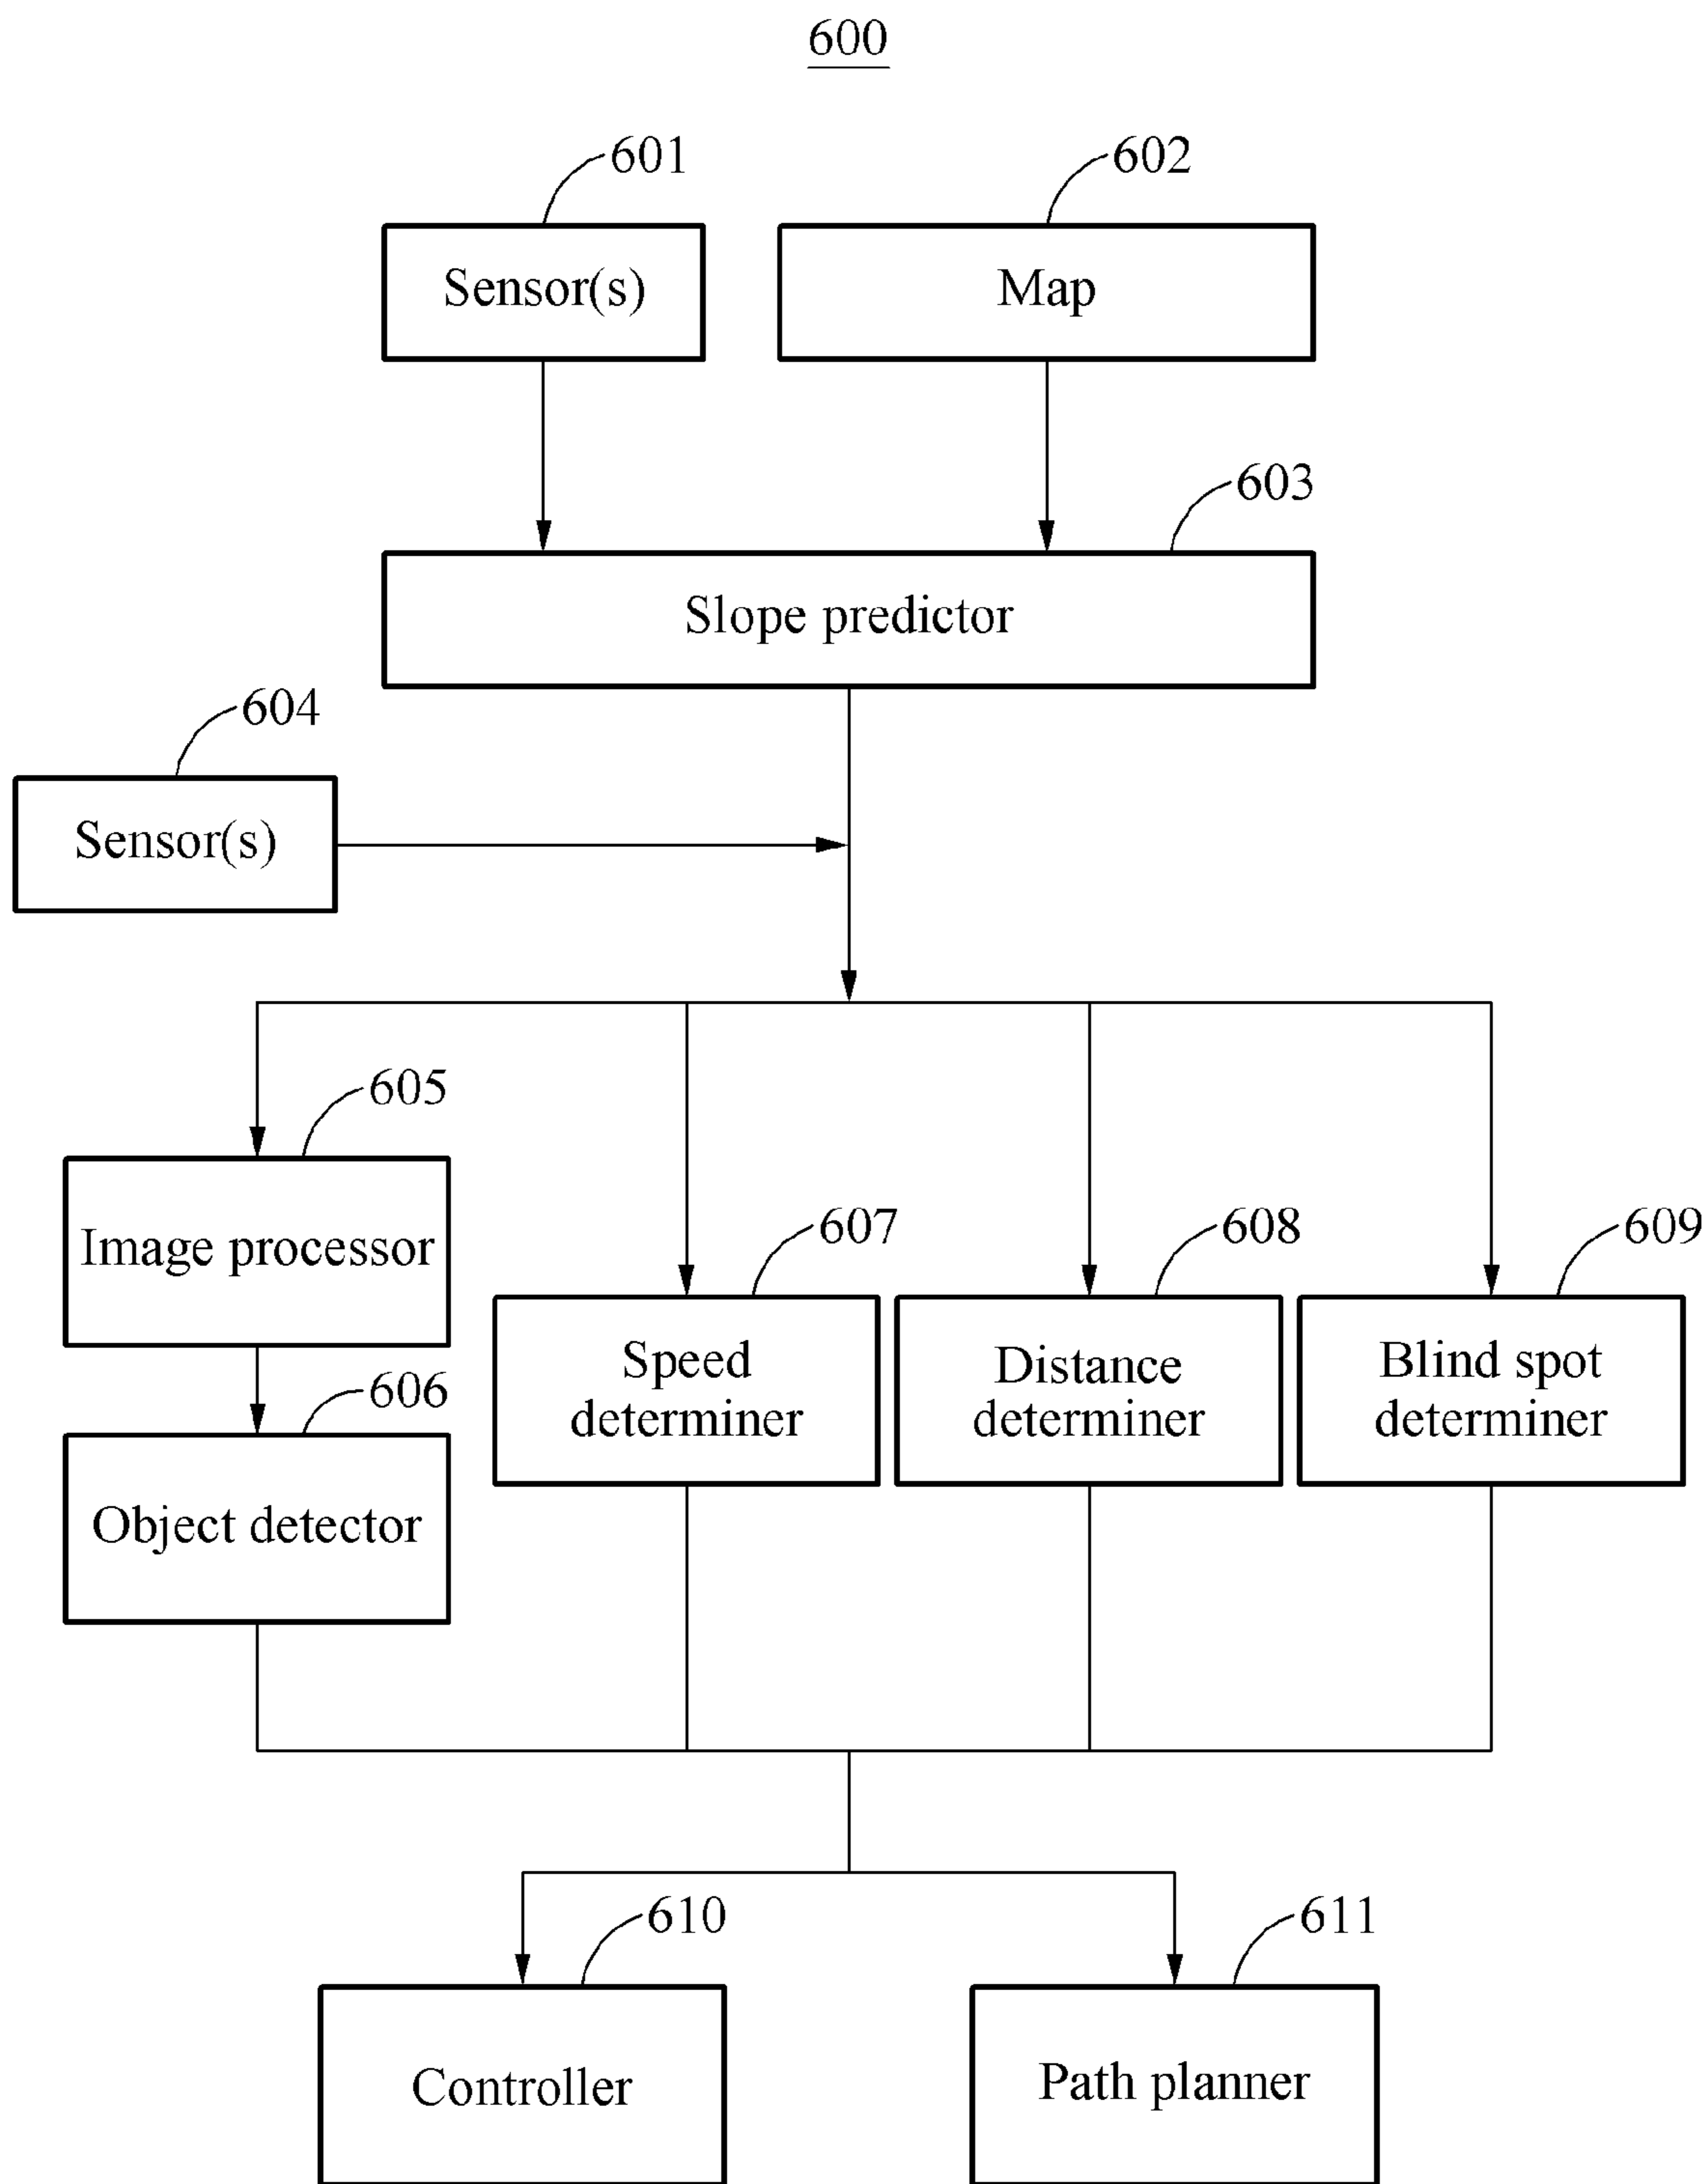 600
601
602
Sensor(s)
Map
603
Slope predictor
604
Sensor(s)
605
Image processor
607
608
609
Speed
determiner
Distance
determiner
Blind spot
determiner
606
Object detector
610
611
Controller
Path planner